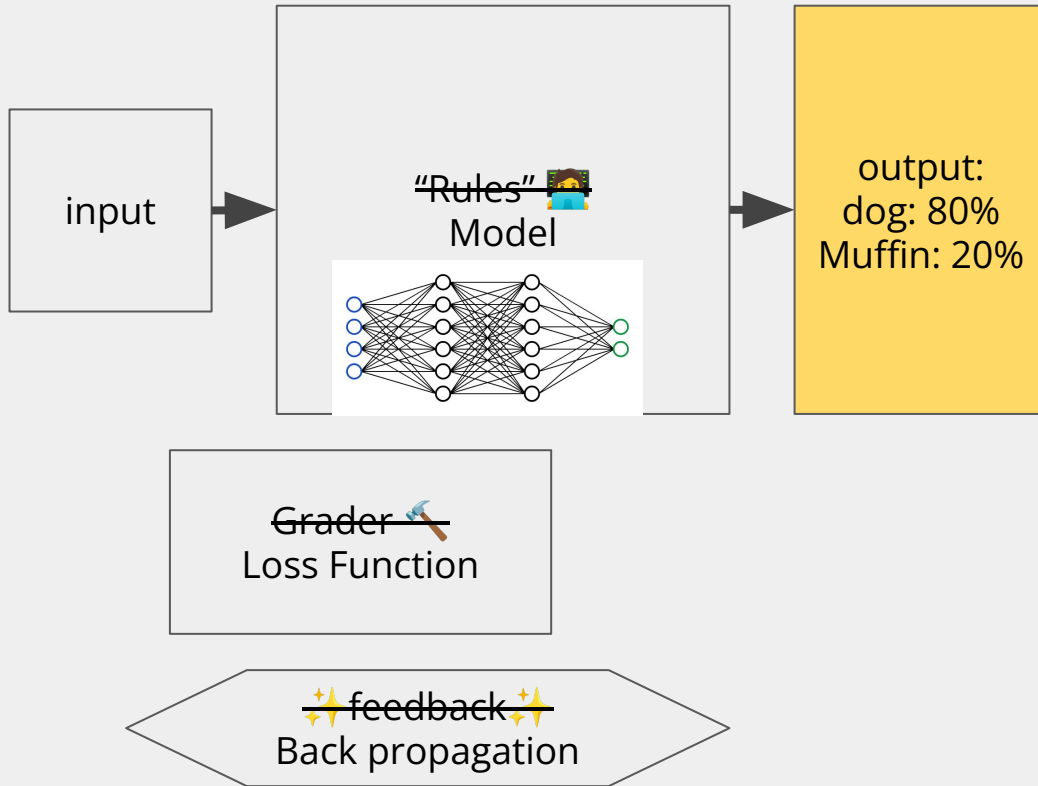 input
“Rules” 🧑‍💻
Model
output:
dog: 80%
Muffin: 20%
Grader 🔨
Loss Function
✨feedback✨
Back propagation